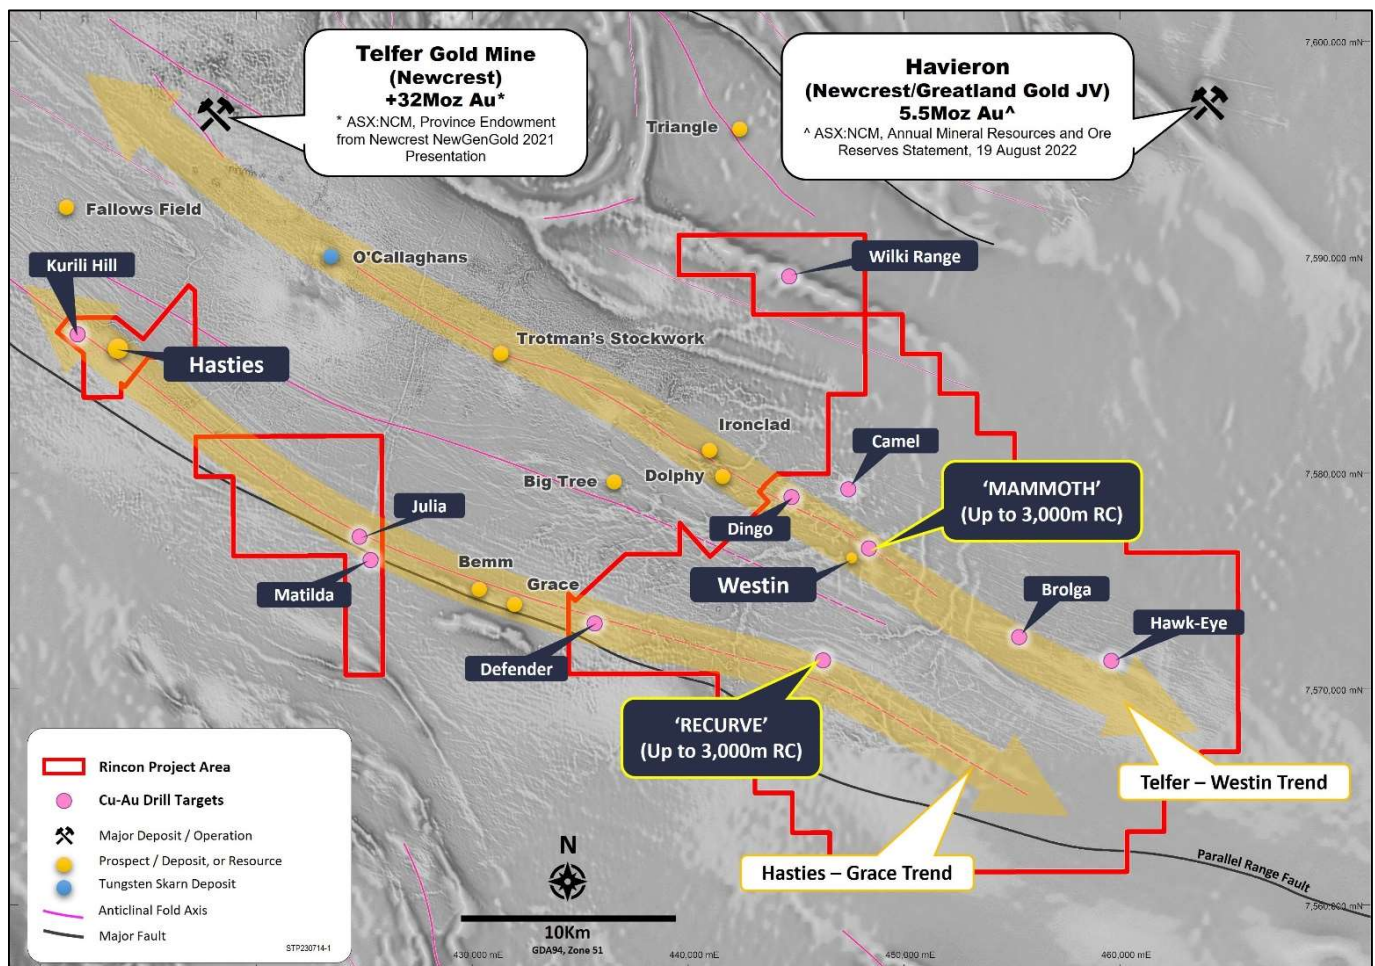 Telfer Gold Mine
(Newcrest)
+32Moz Au*
* ASX:NCM, Province Endowment
from Newcrest NewGenGold 2021
Presentation
Havieron
(Newcrest/Greatland Gold JV)
5.5Moz Au^
^ ASX:NCM, Annual Mineral Resources and Ore
Reserves Statement, 19 August 2022
7,600,000 mN
Triangle
Fallows Field
O'Callaghans
Kurili Hill
Wilki Range
7,590,000 mN
Trotman's Stockwork
Hasties
Ironclad
Camel
Big Tree
Dolphy
7,580,000 mN
'MAMMOTH'
(Up to 3,000m RC)
Julia
Dingo
Bemm
Westin
Grace
Matilda
Brolga
Hawk-Eye
Defender
7,570,000 mN
'RECURVE'
(Up to 3,000m RC)
Telfer – Westin Trend
Hasties – Grace Trend
Parallel Range Fault
7,560,000 mN
Rincon Project Area
Cu-Au Drill Targets
Major Deposit / Operation
Prospect / Deposit, or Resource
Tungsten Skarn Deposit
Anticlinal Fold Axis
Major Fault
STP230714-1
N
10Km
GDA94, Zone 51
430,000 mE
440,000 mE
450,000 mE
460,000 mE